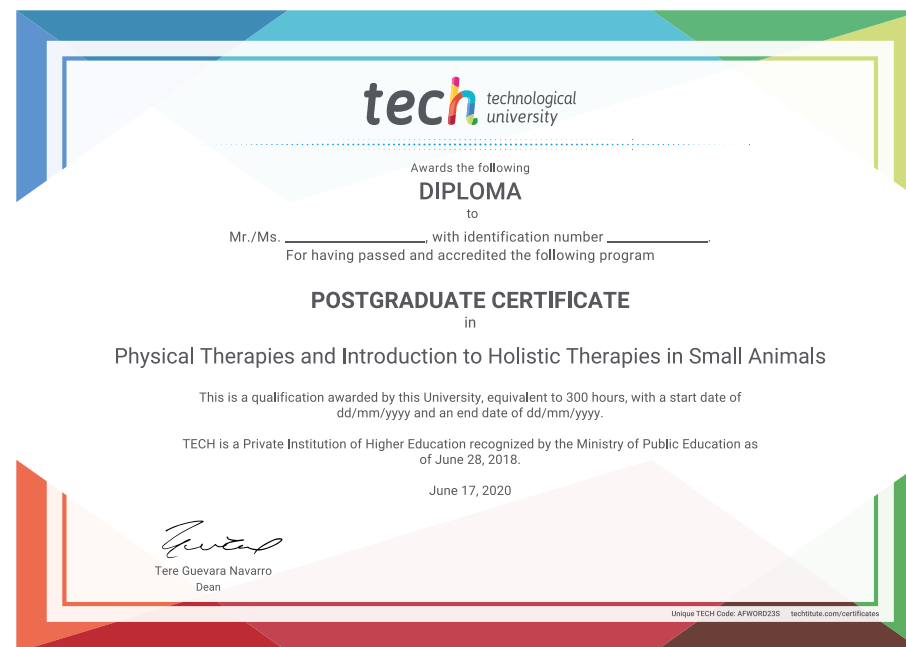 tech technological
university
Awards the following
DIPLOMA
to
Mr./Ms. ____________________, with identification number ______________.
For having passed and accredited the following program
POSTGRADUATE CERTIFICATE
in
Physical Therapies and Introduction to Holistic Therapies in Small Animals
This is a qualification awarded by this University, equivalent to 300 hours, with a start date of
dd/mm/yyyy and an end date of dd/mm/yyyy.
TECH is a Private Institution of Higher Education recognized by the Ministry of Public Education as
of June 28, 2018.
June 17, 2020
Tere Guevara Navarro
Dean
Unique TECH Code: AFWORD23S techtitute.com/certificates